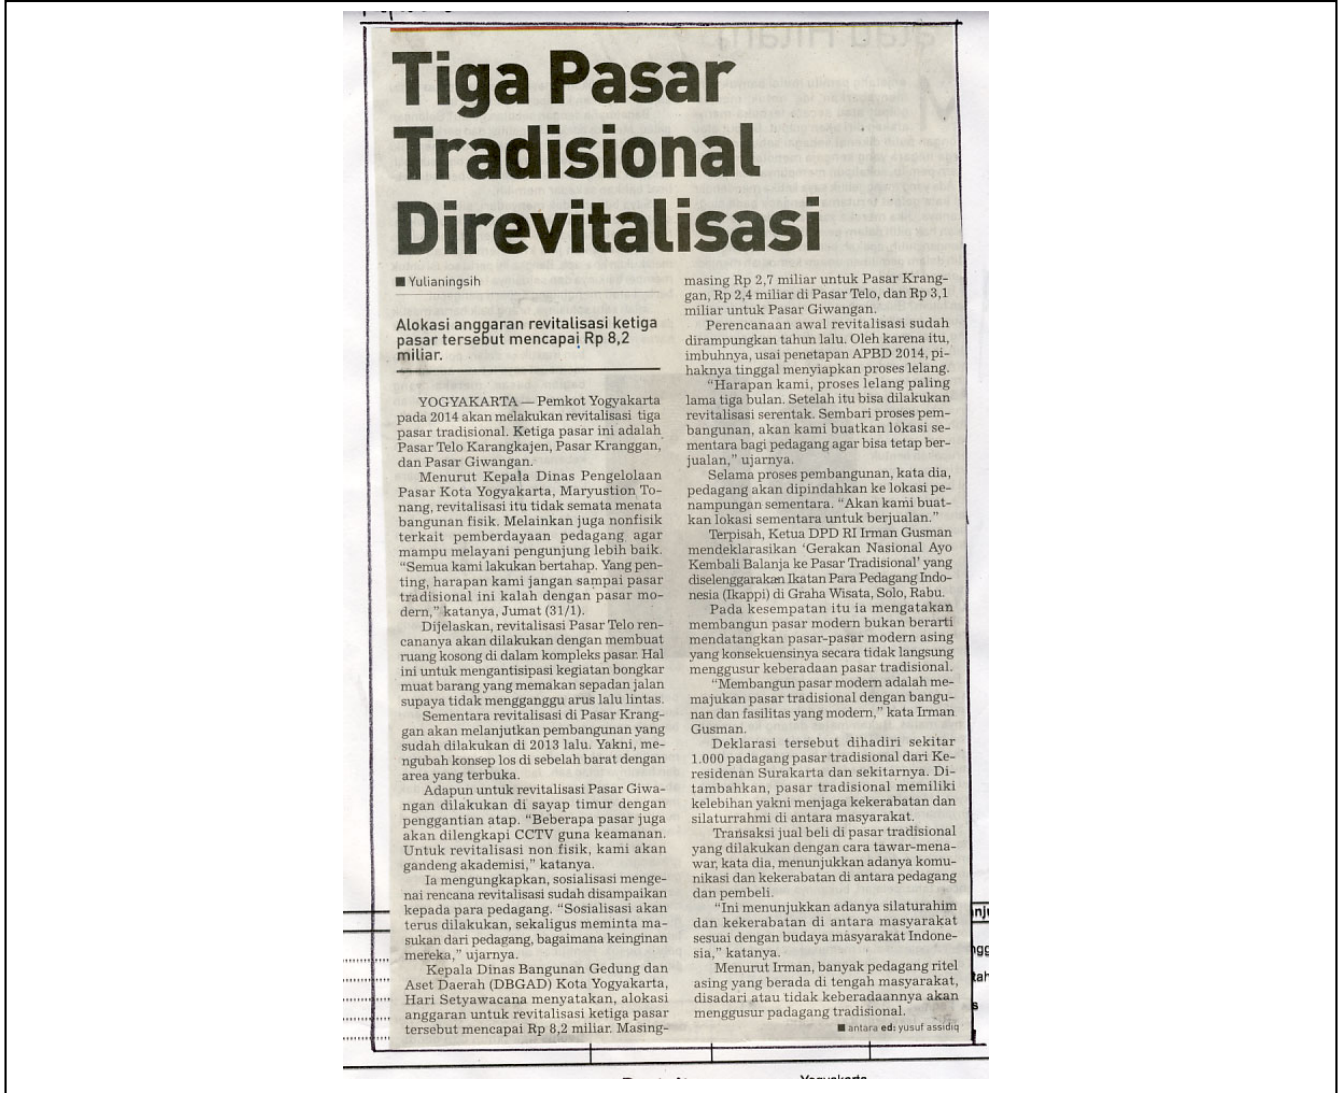 Tiga Pasar
Tradisional
Direvitalisasi
■ Yulianingsih
Alokasi anggaran revitalisasi ketiga
pasar tersebut mencapai Rp 8,2
miliar.
YOGYAKARTA — Pemkot Yogyakarta
pada 2014 akan melakukan revitalisasi tiga
pasar tradisional. Ketiga pasar ini adalah
Pasar Telo Karangkajen, Pasar Kranggan,
dan Pasar Giwangan.
Menurut Kepala Dinas Pengelolaan
Pasar Kota Yogyakarta, Maryustion To-
nang, revitalisasi itu tidak semata menata
bangunan fisik. Melainkan juga nonfisik
terkait pemberdayaan pedagang agar
mampu melayani pengunjung lebih baik.
“Semua kami lakukan bertahap. Yang pen-
ting, harapan kami jangan sampai pasar
tradisional ini kalah dengan pasar mo-
dern,” katanya, Jumat (31/1).
Dijelaskan, revitalisasi Pasar Telo ren-
cananya akan dilakukan dengan membuat
ruang kosong di dalam kompleks pasar. Hal
ini untuk mengantisipasi kegiatan bongkar
muat barang yang memakan sepadan jalan
supaya tidak mengganggu arus lalu lintas.
Sementara revitalisasi di Pasar Krang-
gan akan melanjutkan pembangunan yang
sudah dilakukan di 2013 lalu. Yakni, me-
ngubah konsep los di sebelah barat dengan
area yang terbuka.
Adapun untuk revitalisasi Pasar Giwa-
ngan dilakukan di sayap timur dengan
penggantian atap. “Beberapa pasar juga
akan dilengkapi CCTV guna keamanan.
Untuk revitalisasi non fisik, kami akan
gandeng akademisi,” katanya.
Ia mengungkapkan, sosialisasi menge-
nai rencana revitalisasi sudah disampaikan
kepada para pedagang. “Sosialisasi akan
terus dilakukan, sekaligus meminta ma-
sukan dari pedagang, bagaimana keinginan
mereka,” ujarnya.
Kepala Dinas Bangunan Gedung dan
Aset Daerah (DBGAD) Kota Yogyakarta,
Hari Setyawacana menyatakan, alokasi
anggaran untuk revitalisasi ketiga pasar
tersebut mencapai Rp 8,2 miliar. Masing-
masing Rp 2,7 miliar untuk Pasar Krang-
gan, Rp 2,4 miliar di Pasar Telo, dan Rp 3,1
miliar untuk Pasar Giwangan.
Perencanaan awal revitalisasi sudah
dirampungkan tahun lalu. Oleh karena itu,
imbuhnya, usai penetapan APBD 2014, pi-
haknya tinggal menyiapkan proses lelang.
“Harapan kami, proses lelang paling
lama tiga bulan. Setelah itu bisa dilakukan
revitalisasi serentak. Sembari proses pem-
bangunan, akan kami buatkan lokasi se-
mentara bagi pedagang agar bisa tetap ber-
jualan,” ujarnya.
Selama proses pembangunan, kata dia,
pedagang akan dipindahkan ke lokasi pe-
nampungan sementara. “Akan kami buat-
kan lokasi sementara untuk berjualan.”
Terpisah, Ketua DPD RI Irman Gusman
mendeklarasikan ‘Gerakan Nasional Ayo
Kembali Balanja ke Pasar Tradisional’ yang
diselenggarakan Ikatan Para Pedagang Indo-
nesia (Ikappi) di Graha Wisata, Solo, Rabu.
Pada kesempatan itu ia mengatakan
membangun pasar modern bukan berarti
mendatangkan pasar-pasar modern asing
yang konsekuensinya secara tidak langsung
menggusur keberadaan pasar tradisional.
“Membangun pasar modern adalah me-
majukan pasar tradisional dengan bangu-
nan dan fasilitas yang modern,” kata Irman
Gusman.
Deklarasi tersebut dihadiri sekitar
1.000 padagang pasar tradisional dari Ke-
residenan Surakarta dan sekitarnya. Di-
tambahkan, pasar tradisional memiliki
kelebihan yakni menjaga kekerabatan dan
silaturrahmi di antara masyarakat.
Transaksi jual beli di pasar tradisional
yang dilakukan dengan cara tawar-mena-
war, kata dia, menunjukkan adanya komu-
nikasi dan kekerabatan di antara pedagang
dan pembeli.
“Ini menunjukkan adanya silaturahim
dan kekerabatan di antara masyarakat
sesuai dengan budaya masyarakat Indone-
sia,” katanya.
Menurut Irman, banyak pedagang ritel
asing yang berada di tengah masyarakat,
disadari atau tidak keberadaannya akan
menggusur padagang tradisional.
■ antara ed: yusuf assidiq